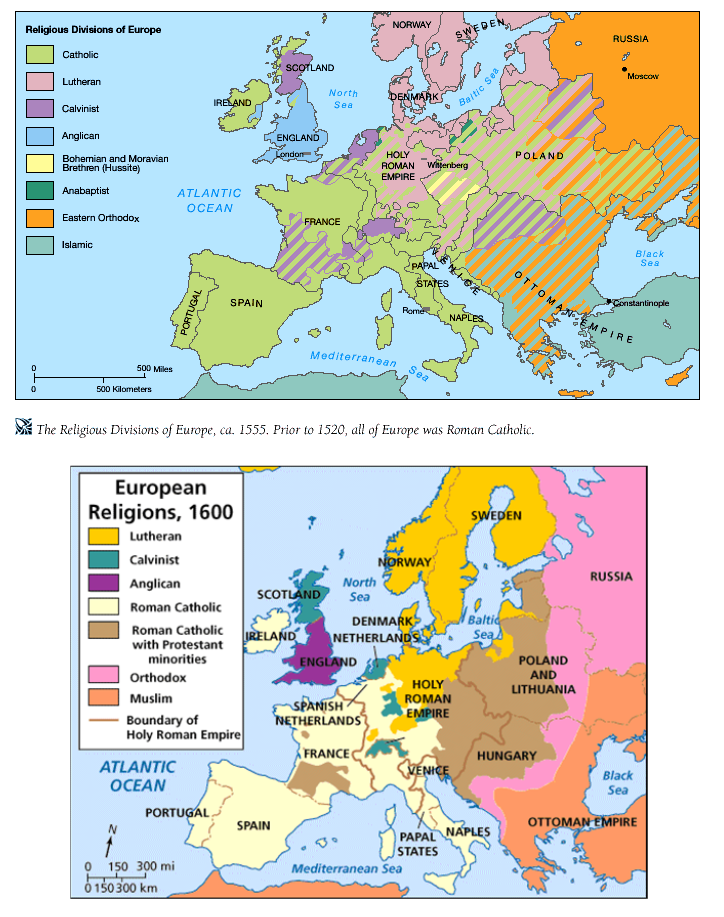 Religious Divisions of Europe
Catholic
Lutheran
Calvinist
Anglican
Bohemian and Moravian
Brethren (Hussite)
Anabaptist
Eastern Orthodox
Islamic
NORWAY
SWEDEN
RUSSIA
Moscow
SCOTLAND
North
Sea
DENMARK
Baltic Sea
IRELAND
ENGLAND
London
HOLY
ROMAN
EMPIRE
Wittenberg
POLAND
ATLANTIC
OCEAN
FRANCE
VENICE
Black
Sea
PAPAL
STATES
OTTOMAN EMPIRE
Constantinople
PORTUGAL
SPAIN
Rome
NAPLES
Mediterranean Sea
0 500 Miles
0 500 Kilometers
The Religious Divisions of Europe, ca. 1555. Prior to 1520, all of Europe was Roman Catholic.
European
Religions, 1600
Lutheran
Calvinist
Anglican
Roman Catholic
Roman Catholic
with Protestant
minorities
Orthodox
Muslim
Boundary of
Holy Roman Empire
SWEDEN
NORWAY
RUSSIA
SCOTLAND
North
Sea
DENMARK
Baltic
Sea
IRELAND
NETHERLANDS
ENGLAND
POLAND
AND
LITHUANIA
HOLY
ROMAN
EMPIRE
SPANISH
NETHERLANDS
FRANCE
HUNGARY
VENICE
ATLANTIC
OCEAN
Black
Sea
PORTUGAL
SPAIN
OTTOMAN EMPIRE
NAPLES
PAPAL
STATES
N
0 150 300 mi
0 150 300 km
Mediterranean Sea